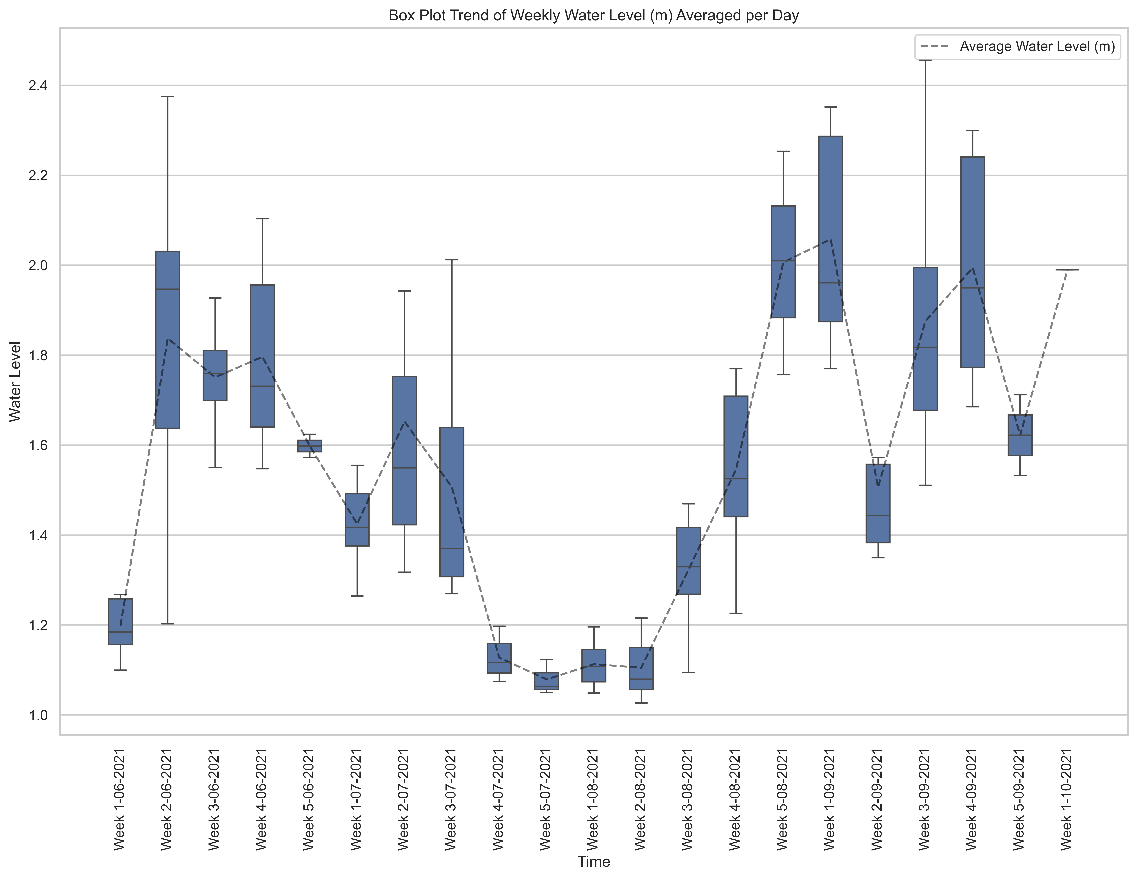 Box Plot Trend of Weekly Water Level (m) Averaged per Day
Average Water Level (m)
2.4
2.2
2.0
1.8
1.6
1.4
1.2
1.0
Water Level
Week 1-06-2021
Week 2-06-2021
Week 3-06-2021
Week 4-06-2021
Week 5-06-2021
Week 1-07-2021
Week 2-07-2021
Week 3-07-2021
Week 4-07-2021
Week 5-07-2021
Week 1-08-2021
Week 2-08-2021
Week 3-08-2021
Week 4-08-2021
Week 5-08-2021
Week 1-09-2021
Week 2-09-2021
Week 3-09-2021
Week 4-09-2021
Week 5-09-2021
Week 1-10-2021
Time